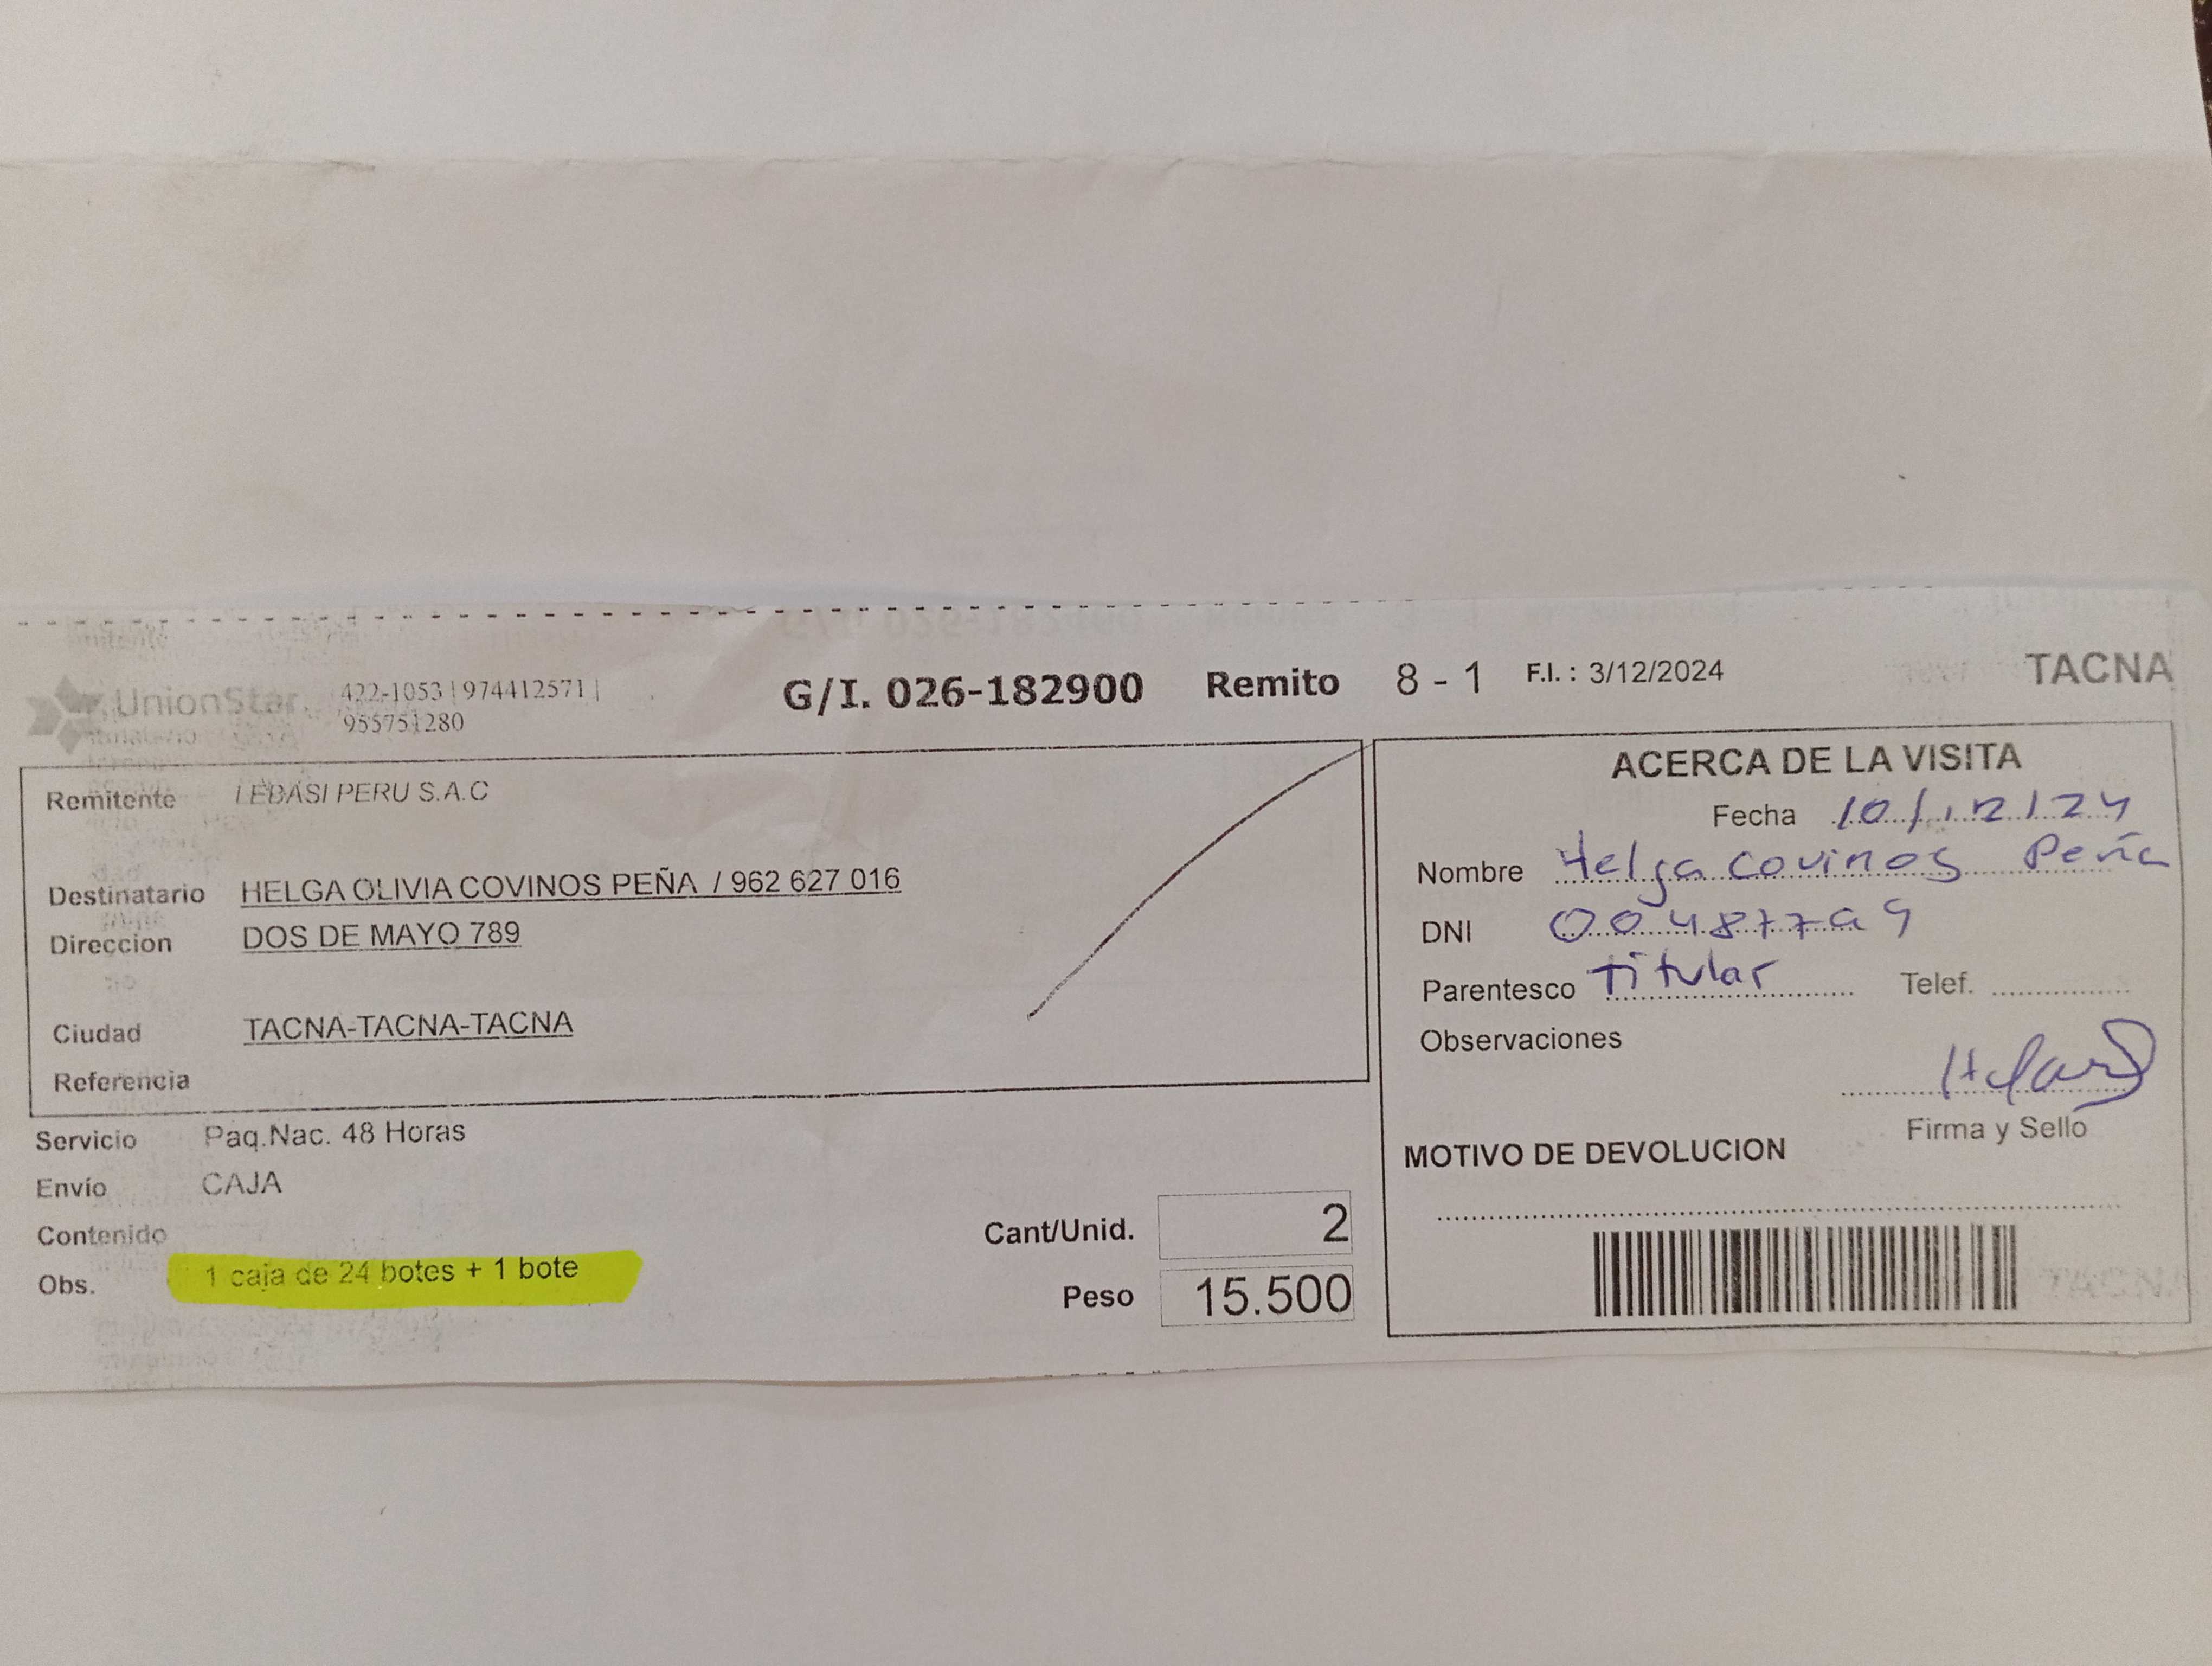 UnionStar.
422-1053 | 974412571 |
955751280
G/I. 026-182900 Remito 8 - 1 F.I. : 3/12/2024 TACNA
Remitente LEBASI PERU S.A.C
Destinatario HELGA OLIVIA COVINOS PEÑA / 962 627 016
Direccion DOS DE MAYO 789
Ciudad TACNA-TACNA-TACNA
Referencia
Servicio Paq.Nac. 48 Horas
Envío CAJA
Contenido
Obs. 1 caja de 24 botes + 1 bote
Cant/Unid. 2
Peso 15.500
ACERCA DE LA VISITA
Fecha 10/12/24
Nombre Helga Covinos Peña
DNI
Parentesco Titular Telef.
Observaciones
Firma y Sello
MOTIVO DE DEVOLUCION